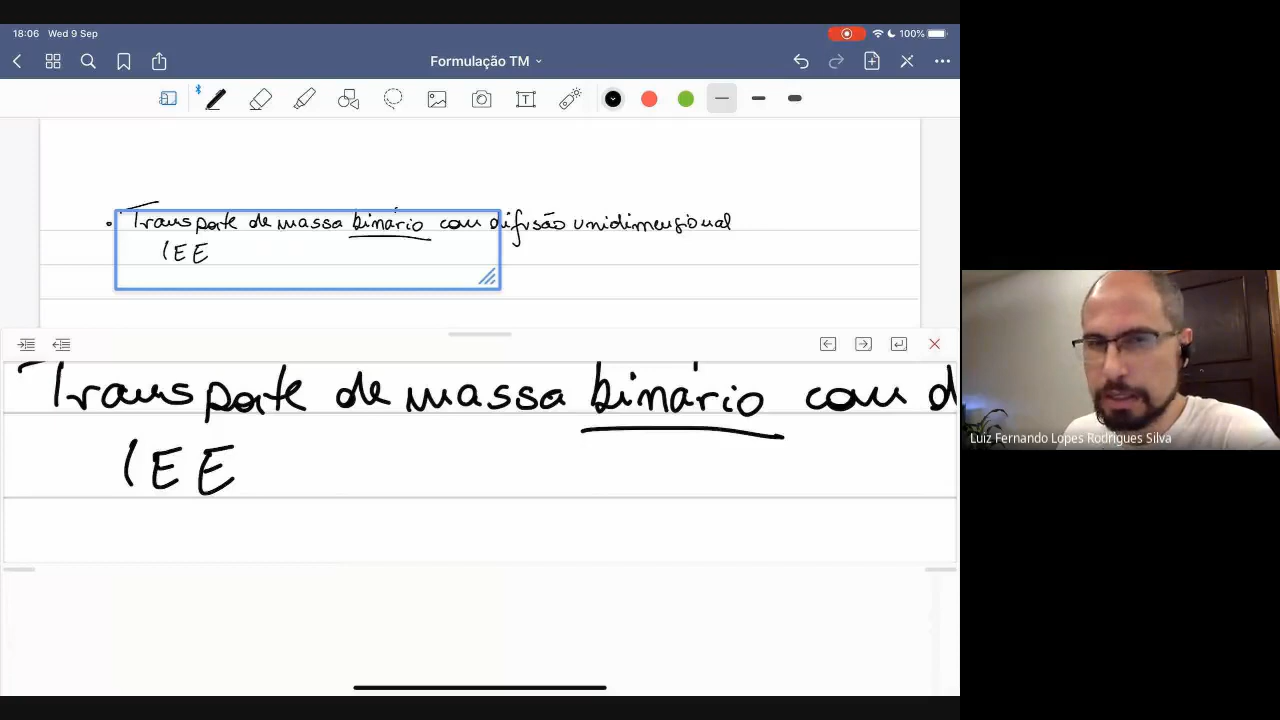 18:06 Wed 9 Sep
100%
Formulação TM
T
• Transporte de massa binário com difusão unidimensional
(EE
Transporte de massa binário com d
(EE
Luiz Fernando Lopes Rodrigues Silva